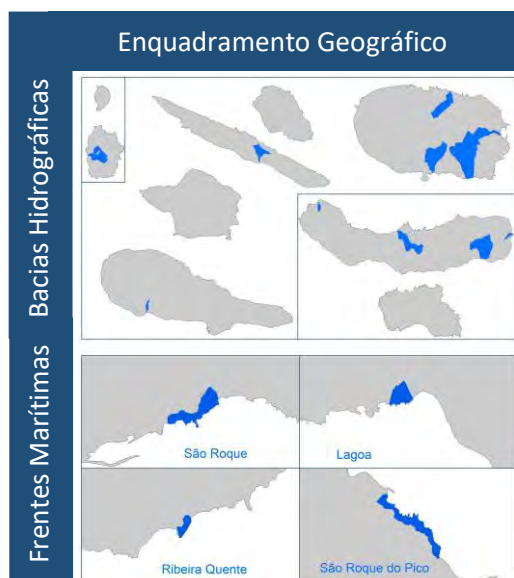 Enquadramento Geográfico
Bacias Hidrográficas
Frentes Marítimas
São Roque
Lagoa
Ribeira Quente
São Roque do Pico